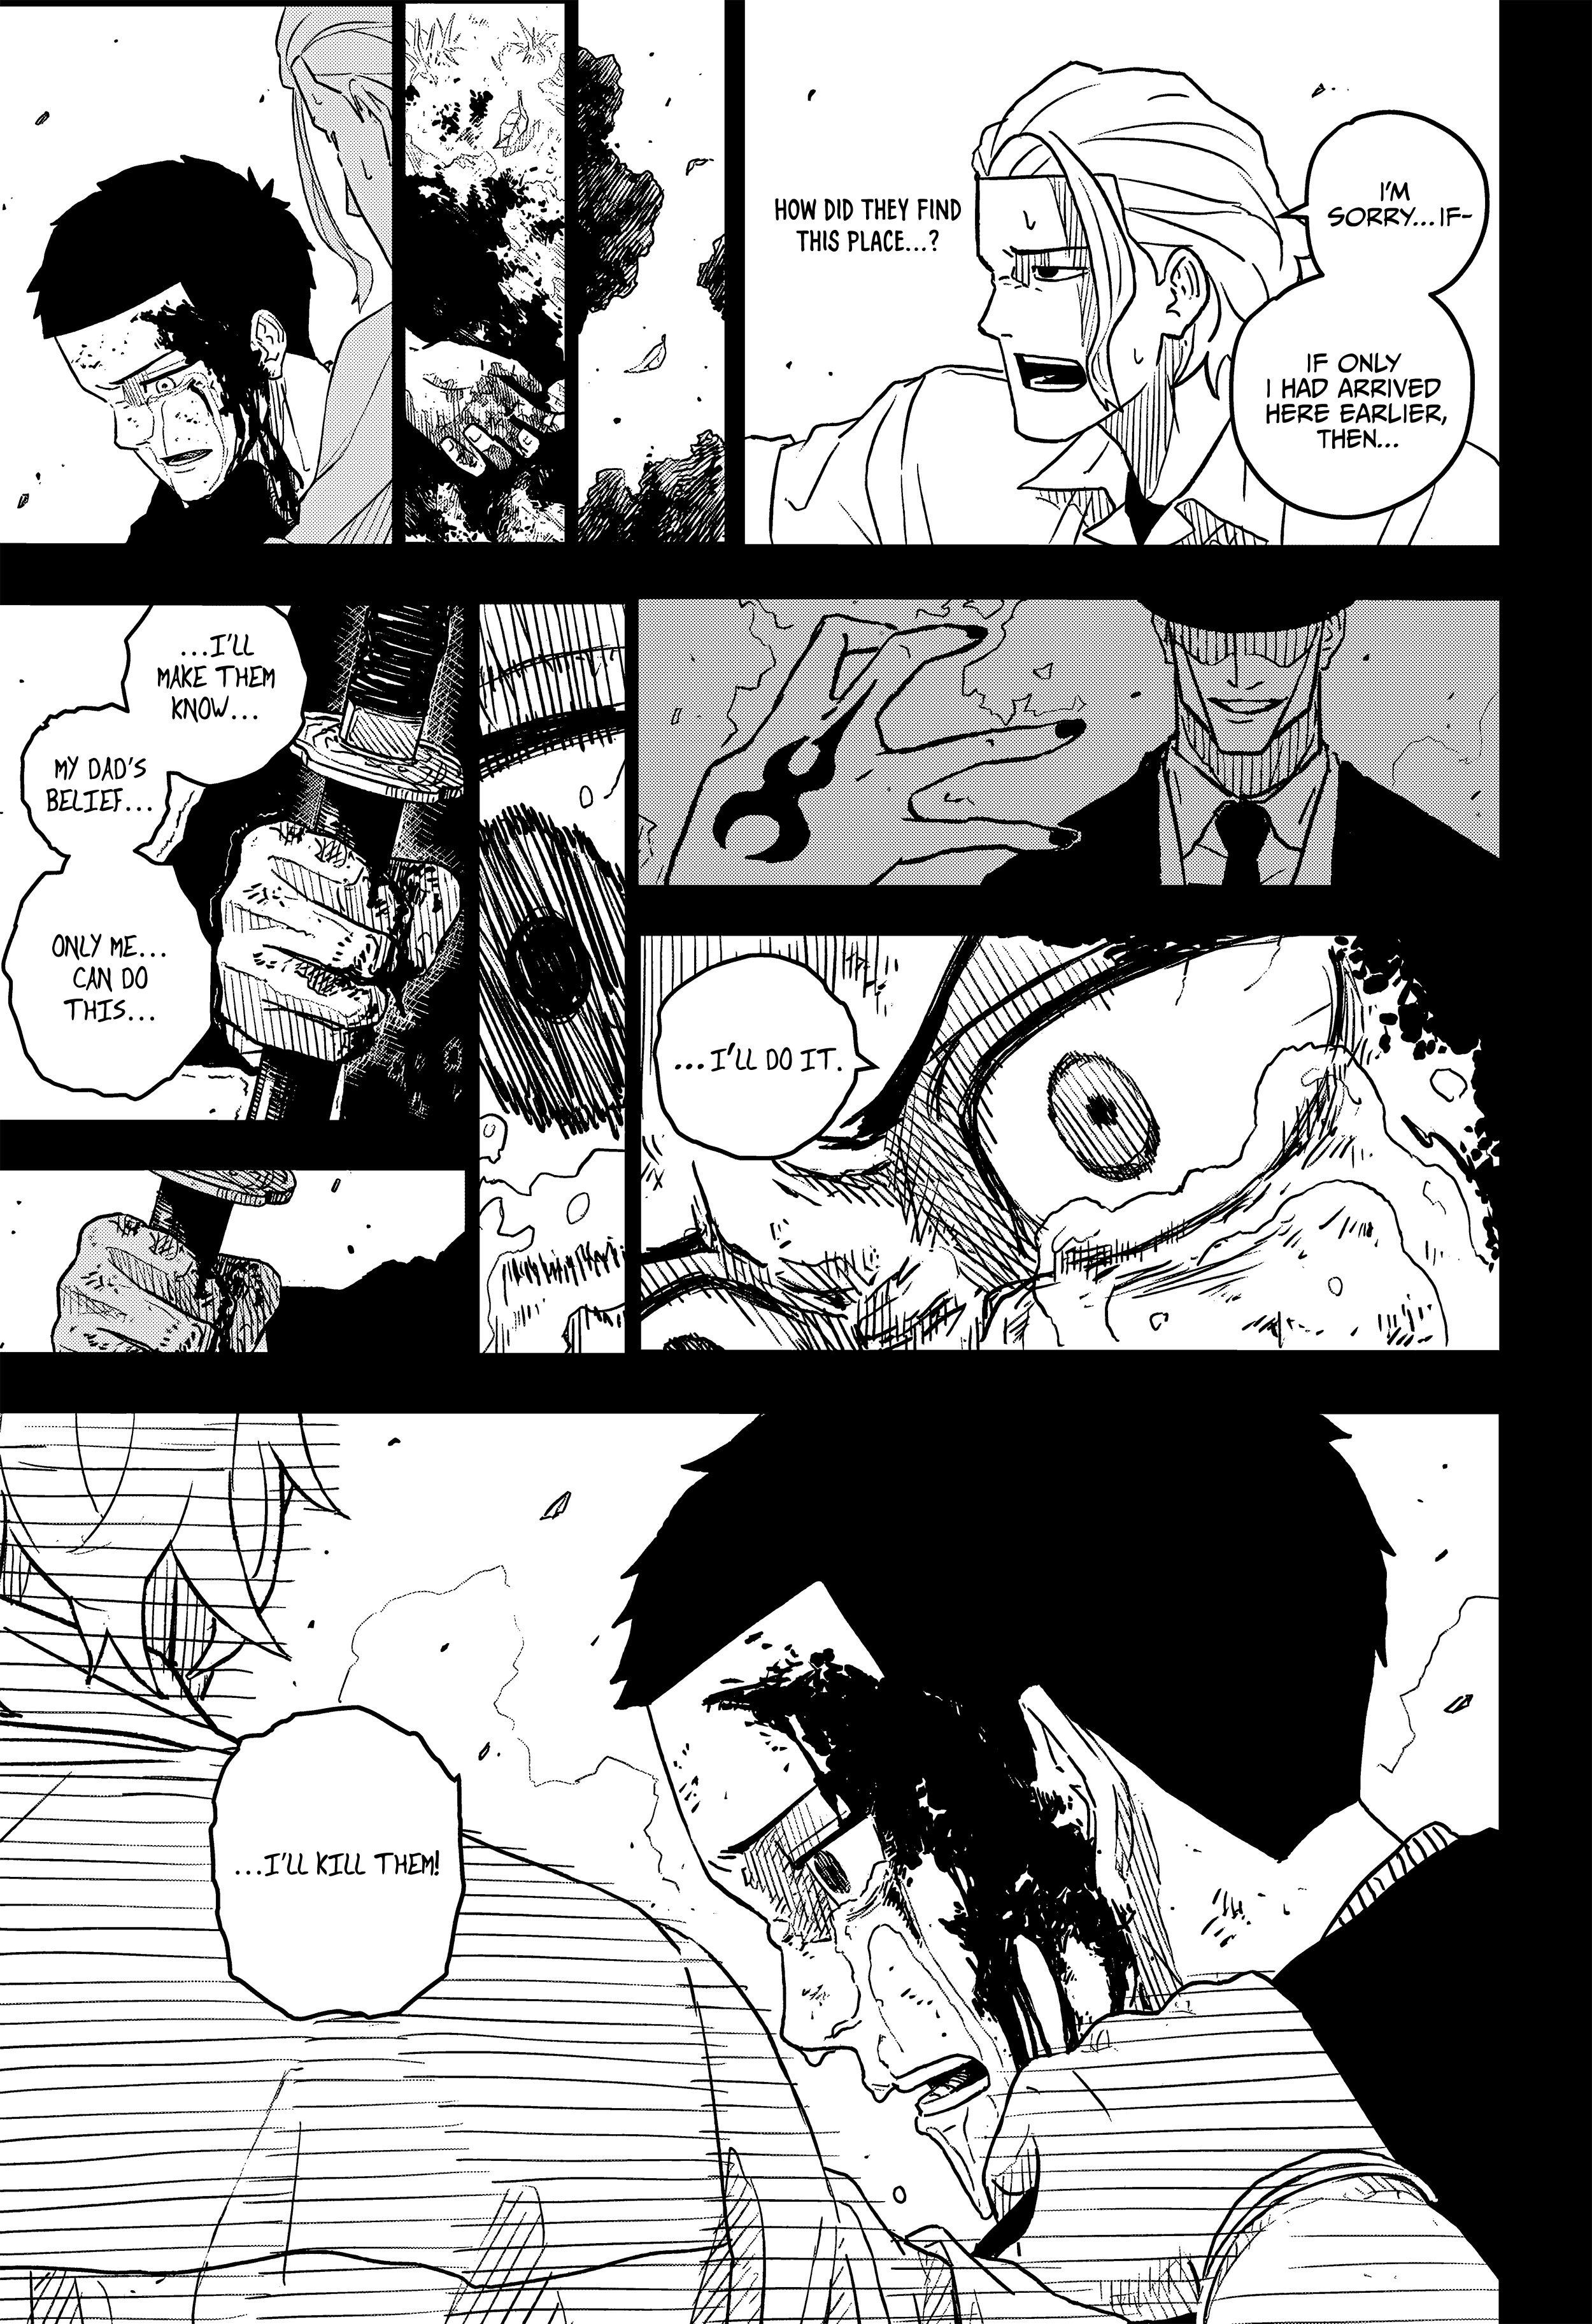 I'M
SORRY...IF-
IF ONLY
I HAD ARRIVED
HERE EARLIER,
THEN...
HOW DID THEY FIND
THIS PLACE...?
...I'LL DO IT.
...I'LL
MAKE THEM
KNOW...
MY DAD'S
BELIEF...
ONLY ME...
CAN DO
THIS...
...I'LL KILL THEM!